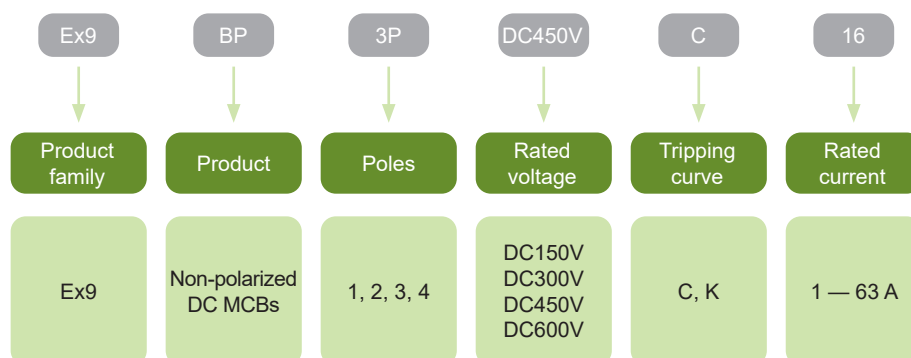 Ex9
BP
3P
DC450V
C
16
Product
family
Product
Poles
Rated
voltage
Tripping
curve
Rated
current
Ex9
Non-polarized
DC MCBs
1, 2, 3, 4
DC150V
DC300V
DC450V
DC600V
C, K
1 — 63 A